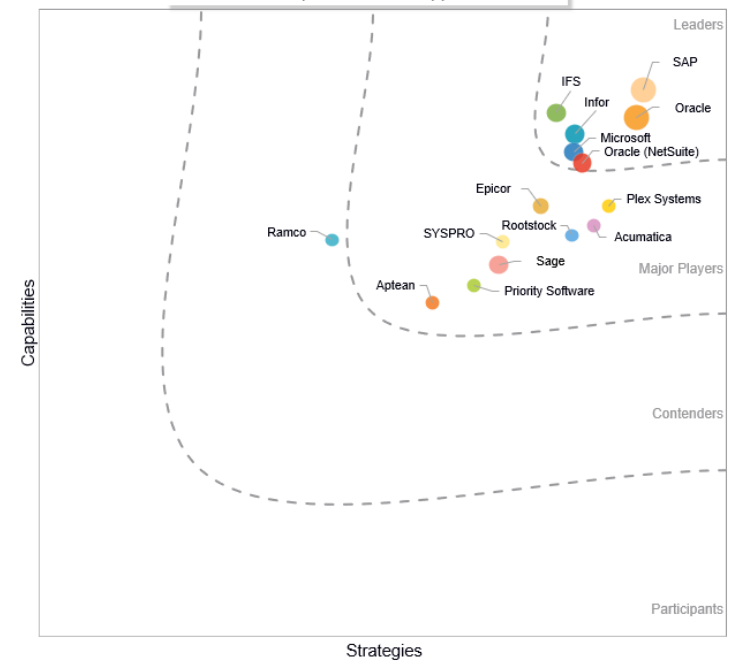 Leaders
SAP
IFS
Infor
Oracle
Microsoft
Oracle (NetSuite)
Epicor
Plex Systems
Ramco
SYSPRO
Rootstock
Acumatica
Sage
Major Players
Aptean
Priority Software
Capabilities
Contenders
Participants
Strategies